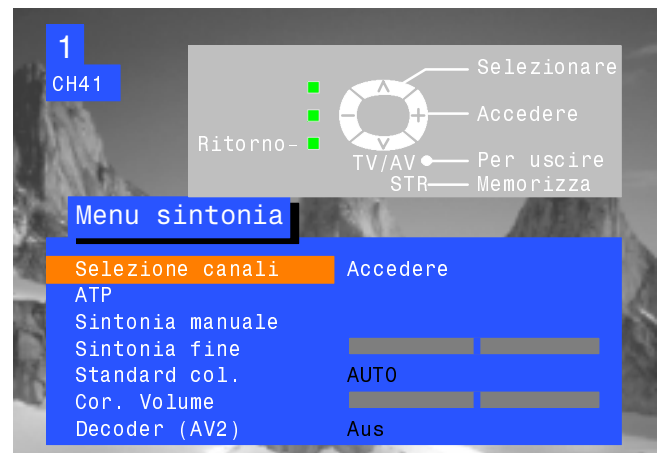 1
CH41
Selezionare
Accedere
Ritorno-
TV/AV Per uscire
STR Memorizza
Menu sintonia
Selezione canali Accedere
ATP
Sintonia manuale
Sintonia fine
Standard col. AUTO
Cor. Volume
Decoder (AV2) Aus